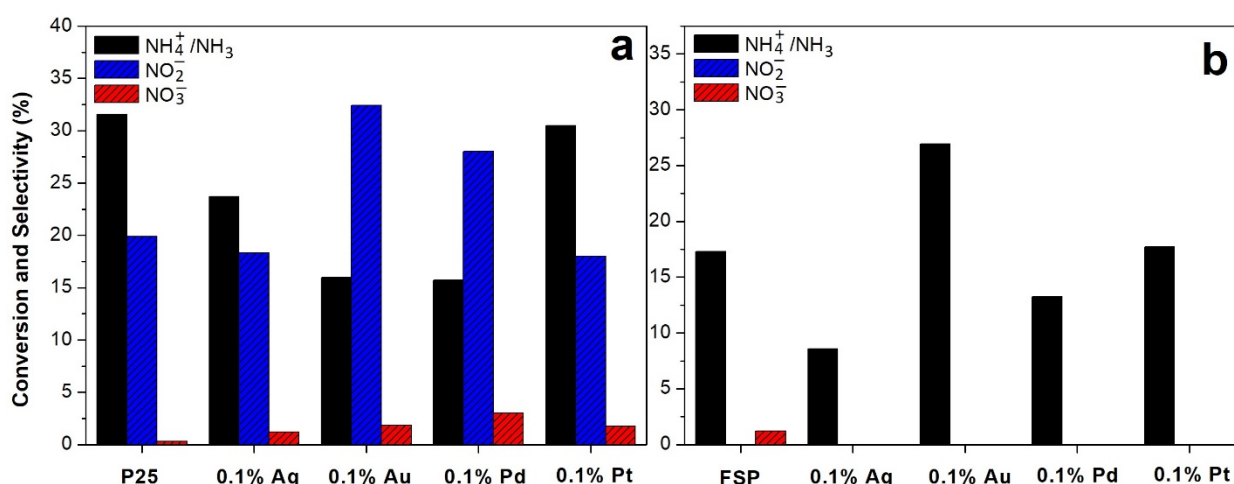 Conversion and Selectivity (%)
40
35
30
25
20
15
10
5
0
NH₄⁺/NH₃
NO₂⁻
NO₃⁻
a
P25
0.1% Ag
0.1% Au
0.1% Pd
0.1% Pt
35
30
25
20
15
10
5
0
NH₄⁺/NH₃
NO₂⁻
NO₃⁻
b
FSP
0.1% Ag
0.1% Au
0.1% Pd
0.1% Pt